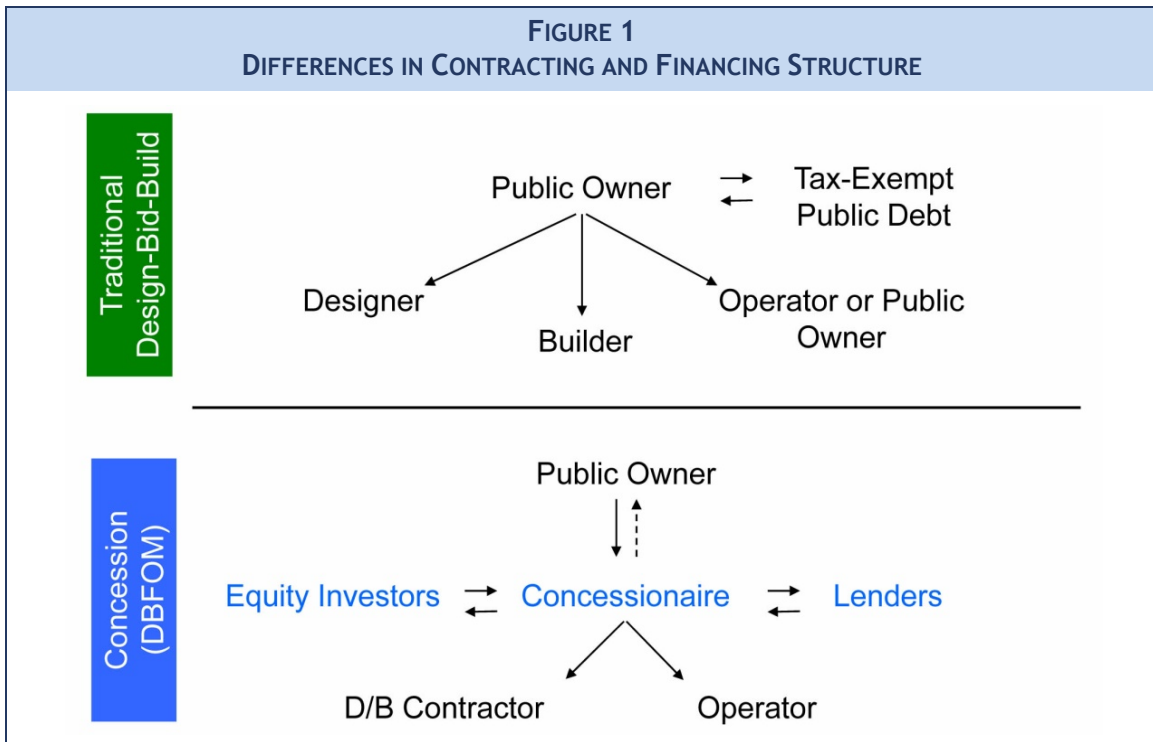 FIGURE 1
DIFFERENCES IN CONTRACTING AND FINANCING STRUCTURE
Traditional
Design-Bid-Build
Public Owner
Tax-Exempt
Public Debt
Designer
Builder
Operator or Public
Owner
Concession
(DBFOM)
Public Owner
Equity Investors
Concessionaire
Lenders
D/B Contractor
Operator